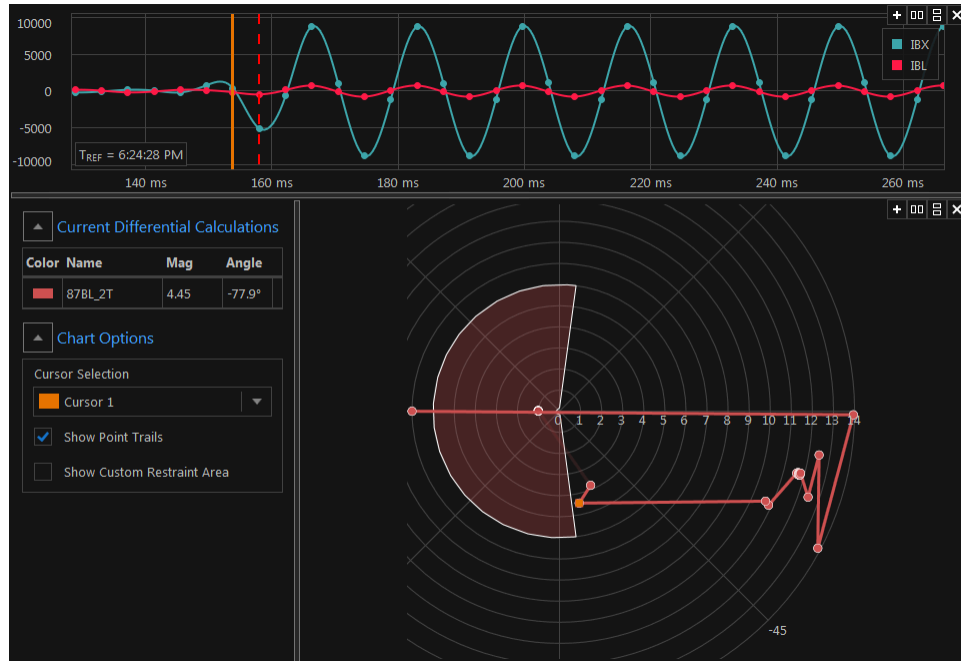 10000
5000
0
-5000
-10000
IBX
IBL
TREF = 6:24:28 PM
140 ms 160 ms 180 ms 200 ms 220 ms 240 ms 260 ms
Current Differential Calculations
Color Name Mag Angle
87BL_2T 4.45 -77.9°
Chart Options
Cursor Selection
Cursor 1
Show Point Trails
Show Custom Restraint Area
0 1 2 3 4 5 6 7 8 9 10 11 12 13 14
-45